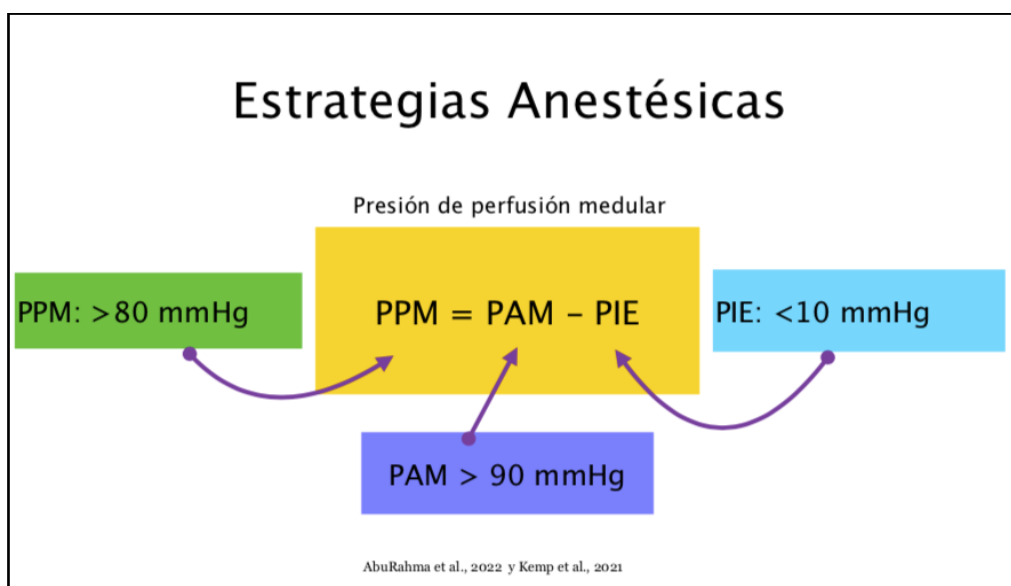 Estrategias Anestésicas
Presión de perfusión medular
PPM: >80 mmHg
PPM = PAM – PIE
PIE: <10 mmHg
PAM > 90 mmHg
AbuRahma et al., 2022 y Kemp et al., 2021